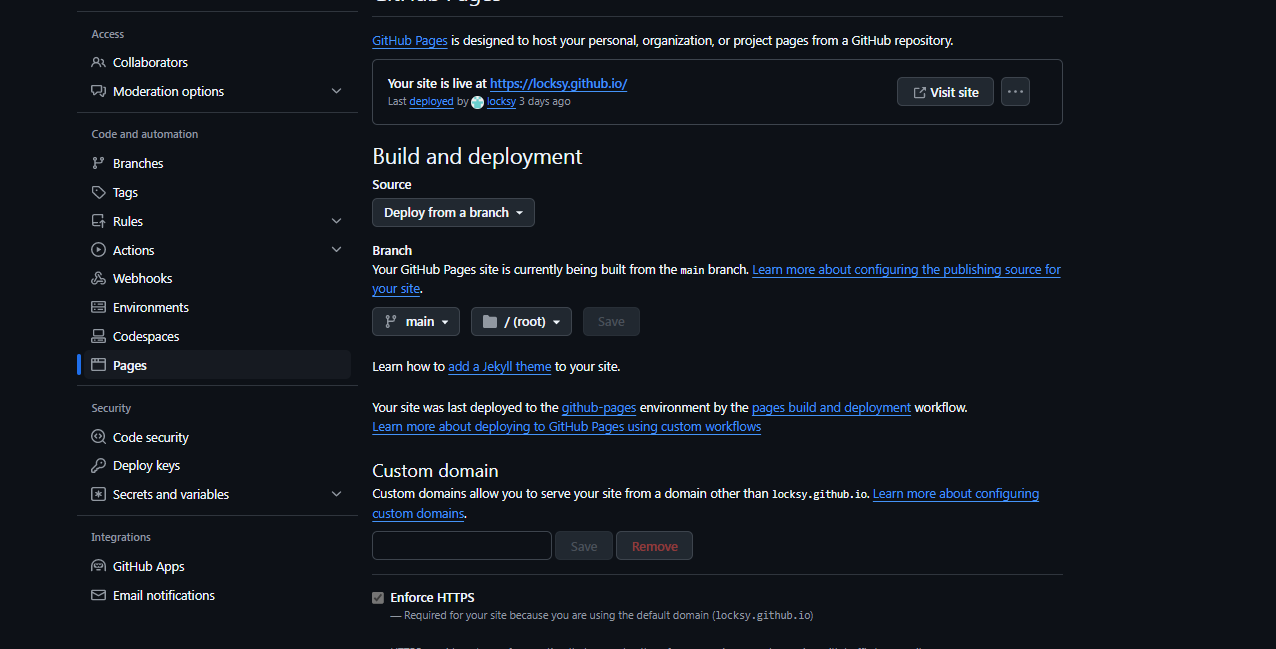 GitHub Pages
Access
Collaborators
Moderation options
Code and automation
Branches
Tags
Rules
Actions
Webhooks
Environments
Codespaces
Pages
Security
Code security
Deploy keys
Secrets and variables
Integrations
GitHub Apps
Email notifications
GitHub Pages is designed to host your personal, organization, or project pages from a GitHub repository.
Your site is live at https://locksy.github.io/
Last deployed by locksy 3 days ago
Visit site
Build and deployment
Source
Deploy from a branch
Branch
Your GitHub Pages site is currently being built from the main branch. Learn more about configuring the publishing source for
your site.
main
/ (root)
Save
Learn how to add a Jekyll theme to your site.
Your site was last deployed to the github-pages environment by the pages build and deployment workflow.
Learn more about deploying to GitHub Pages using custom workflows
Custom domain
Custom domains allow you to serve your site from a domain other than locksy.github.io. Learn more about configuring
custom domains.
Save
Remove
Enforce HTTPS
— Required for your site because you are using the default domain (locksy.github.io)